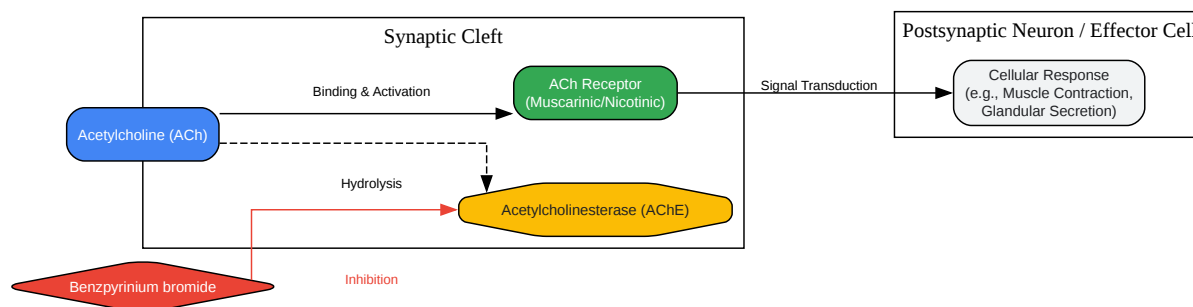 Synaptic Cleft
Postsynaptic Neuron / Effector Cell
Binding & Activation
ACh Receptor
(Muscarinic/Nicotinic)
Signal Transduction
Cellular Response
(e.g., Muscle Contraction,
Glandular Secretion)
Acetylcholine (ACh)
Hydrolysis
Acetylcholinesterase (AChE)
Benzpyrinium bromide
Inhibition